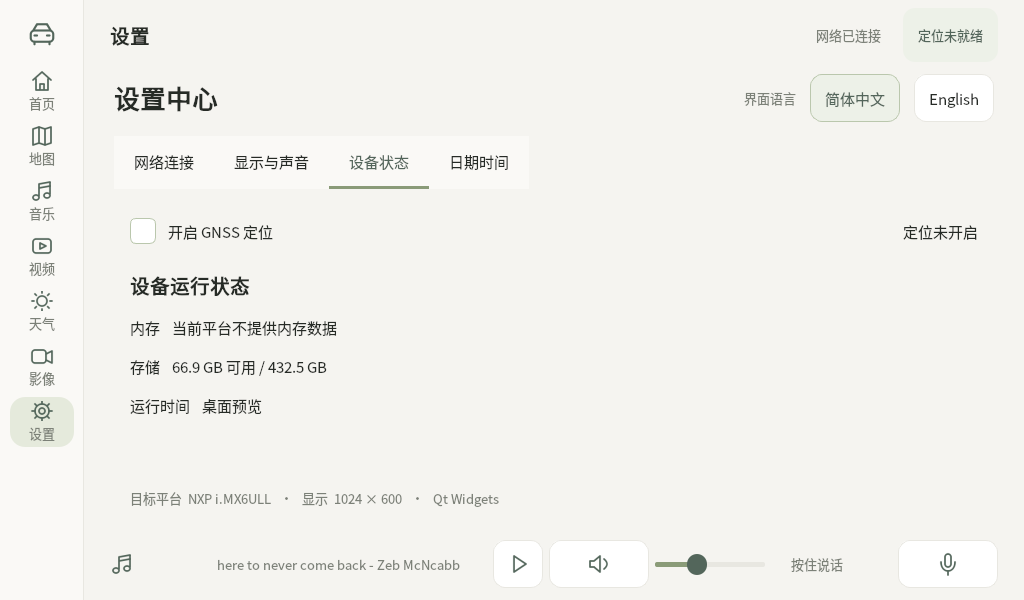 设置
网络已连接
定位未就绪
首页
地图
音乐
视频
天气
影像
设置
设置中心
界面语言
简体中文
English
网络连接
显示与声音
设备状态
日期时间
开启 GNSS 定位
定位未开启
设备运行状态
内存 当前平台不提供内存数据
存储 66.9 GB 可用 / 432.5 GB
运行时间 桌面预览
目标平台 NXP i.MX6ULL · 显示 1024 × 600 · Qt Widgets
here to never come back - Zeb McNcabb
按住说话